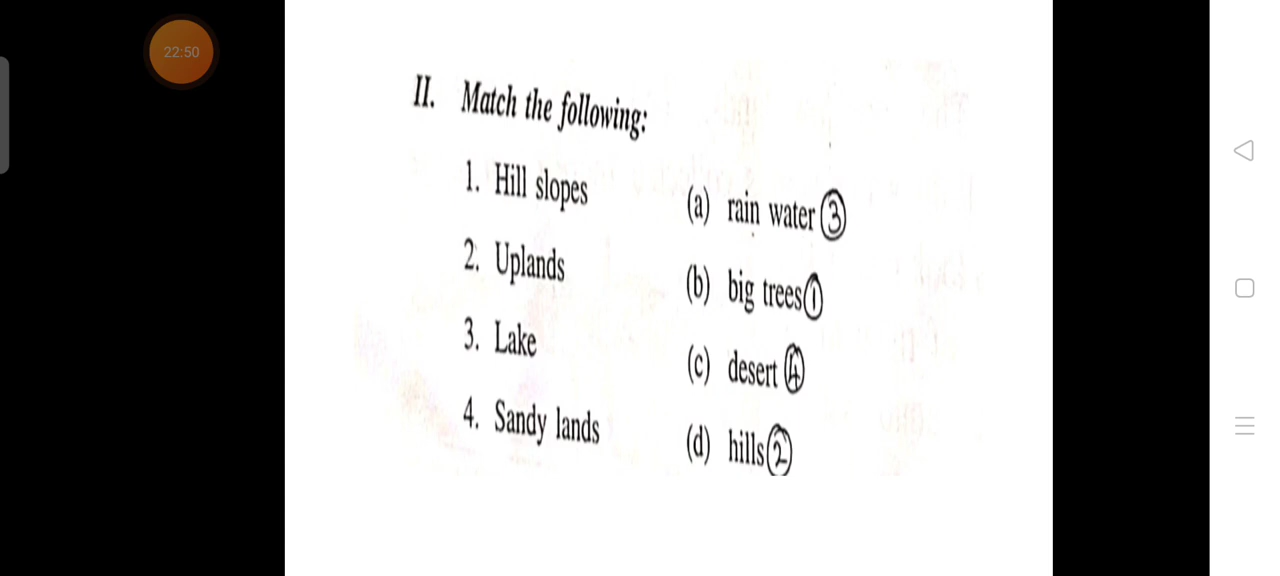 22:50
II. Match the following:
1. Hill slopes (a) rain water ③
2. Uplands (b) big trees ①
3. Lake (c) desert ④
4. Sandy lands (d) hills ②